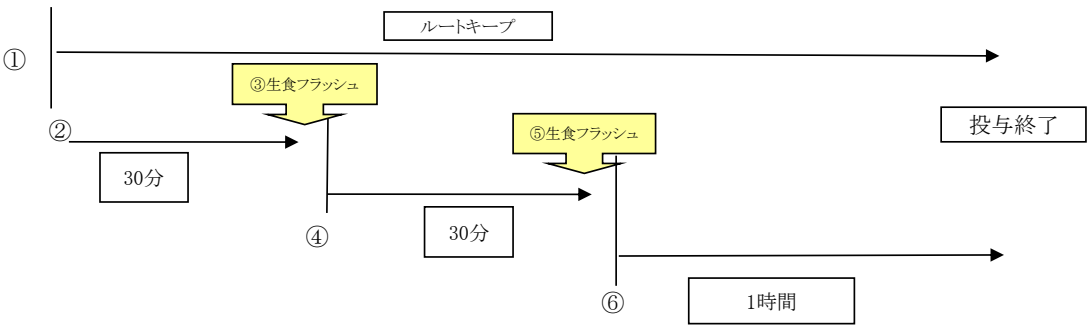 ルートキープ
①
③生食フラッシュ
②
⑤生食フラッシュ
投与終了
30分
④
30分
⑥
1時間